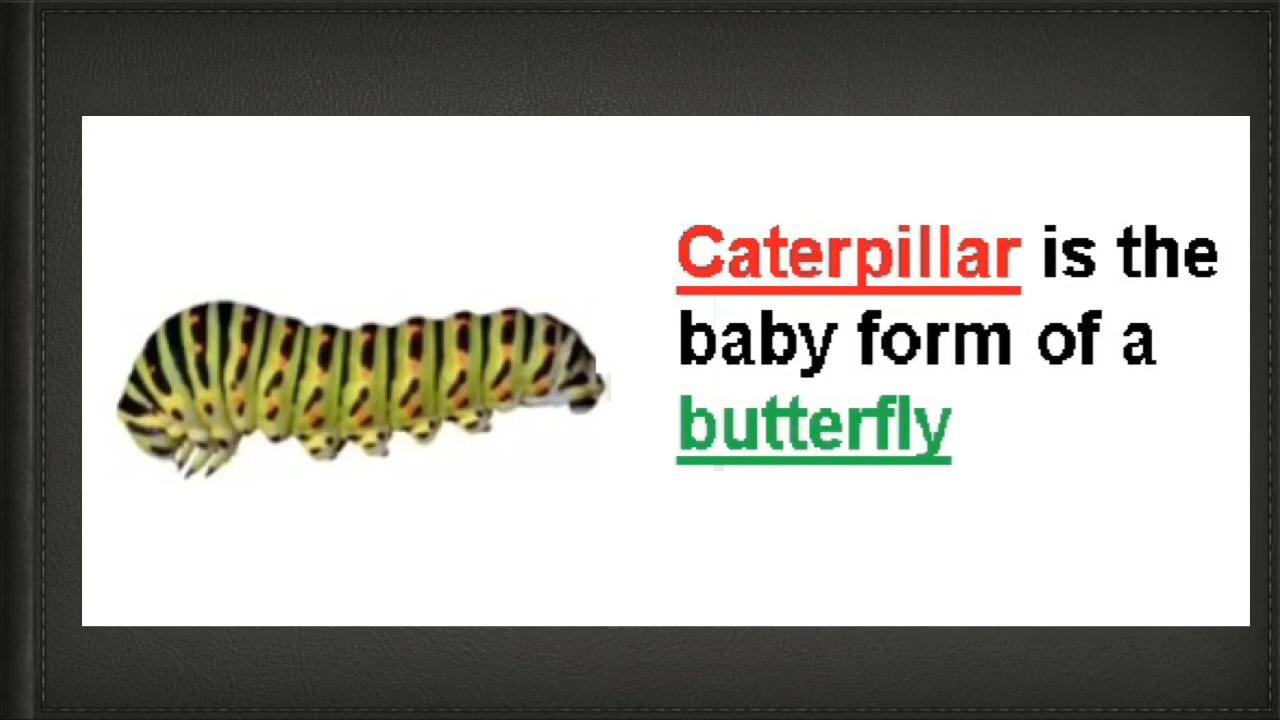 Caterpillar is the
baby form of a
butterfly